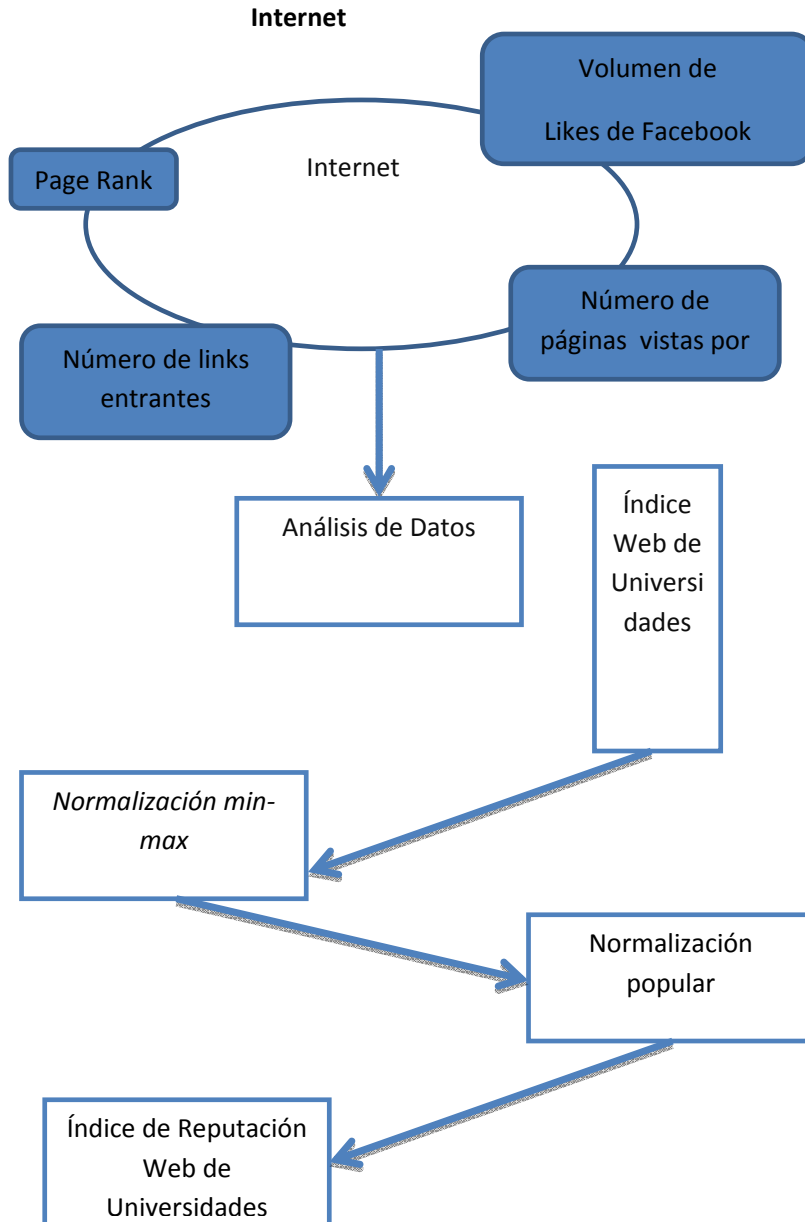 Internet
Volumen de
Likes de Facebook
Page Rank
Internet
Número de
páginas vistas por
Número de links
entrantes
Análisis de Datos
Índice
Web de
Universi
dades
Normalización min-
max
Normalización
popular
Índice de Reputación
Web de
Universidades